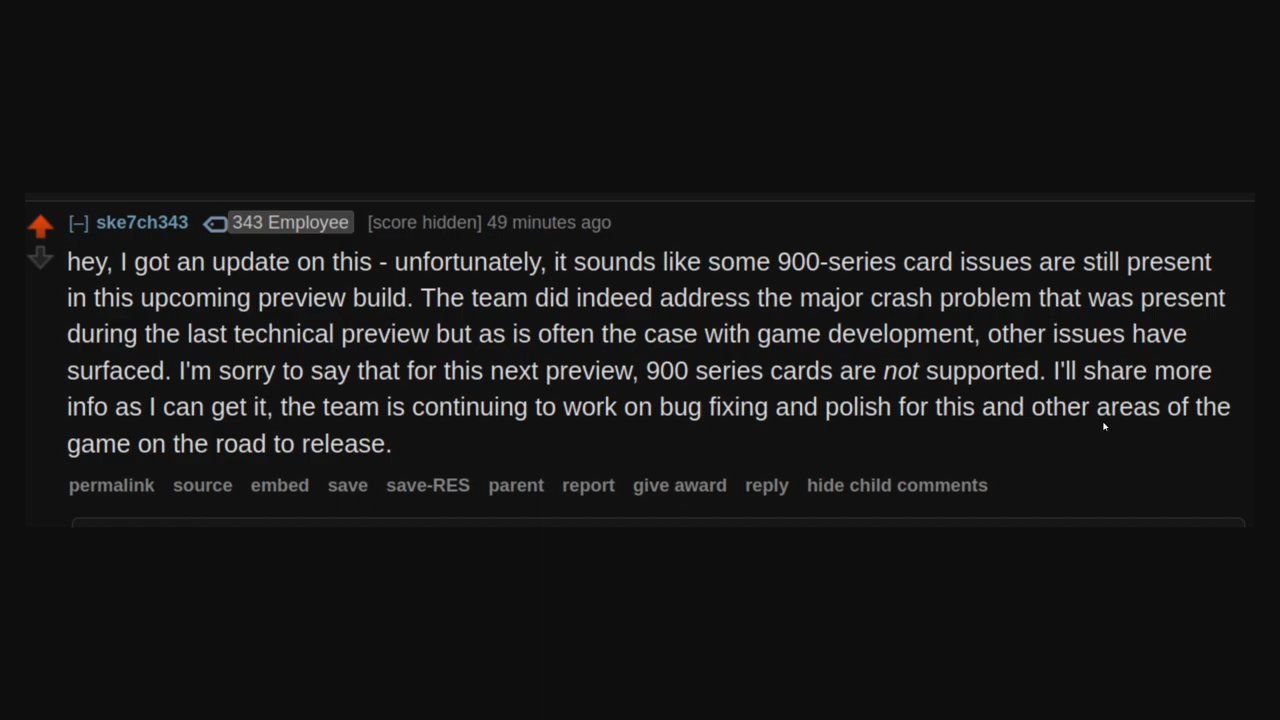 [–] ske7ch343 343 Employee [score hidden] 49 minutes ago
hey, I got an update on this - unfortunately, it sounds like some 900-series card issues are still present
in this upcoming preview build. The team did indeed address the major crash problem that was present
during the last technical preview but as is often the case with game development, other issues have
surfaced. I'm sorry to say that for this next preview, 900 series cards are not supported. I'll share more
info as I can get it, the team is continuing to work on bug fixing and polish for this and other areas of the
game on the road to release.
permalink source embed save save-RES parent report give award reply hide child comments